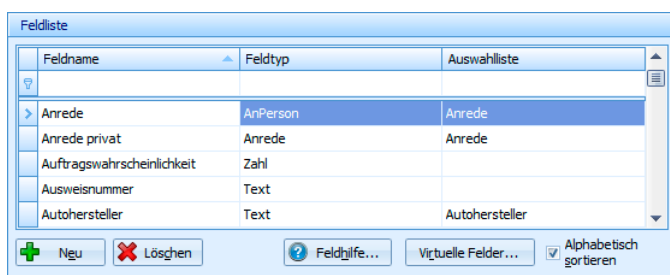 Feldliste
Feldname Feldtyp Auswahlliste
Anrede AnPerson Anrede
Anrede privat Anrede Anrede
Auftragswahrscheinlichkeit Zahl
Ausweisnummer Text
Autohersteller Text Autohersteller
Neu Löschen Feldhilfe... Virtuelle Felder... Alphabetisch
sortieren